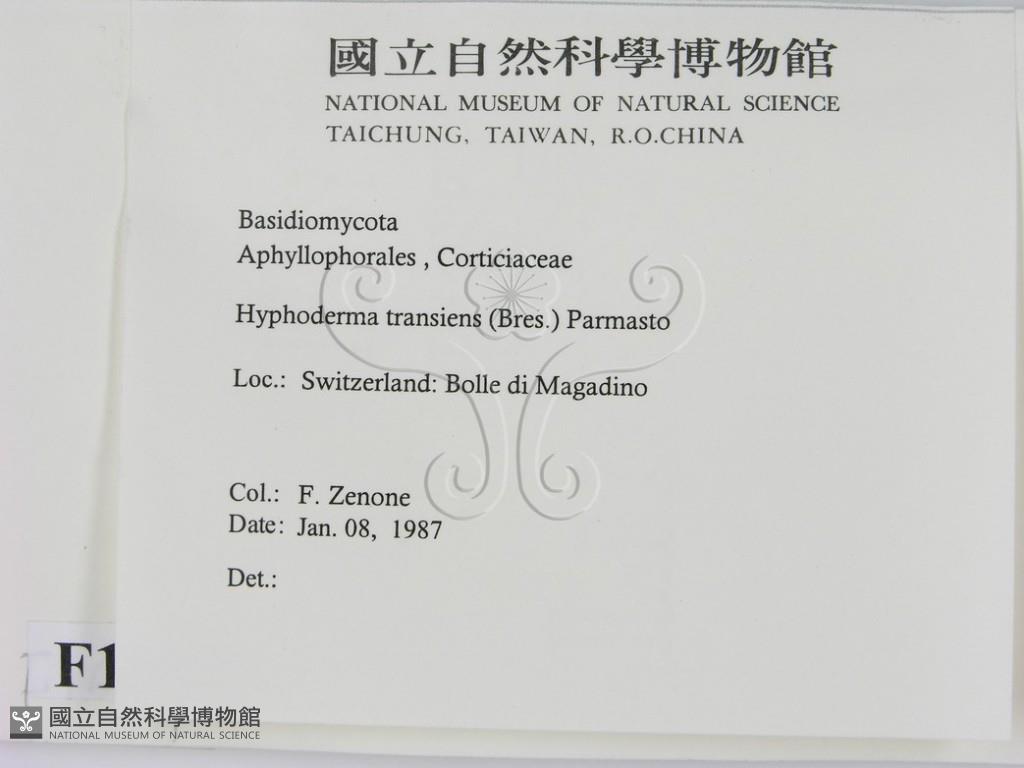 國立自然科學博物館
NATIONAL MUSEUM OF NATURAL SCIENCE
TAICHUNG, TAIWAN, R.O.CHINA
Basidiomycota
Aphyllophorales , Corticiaceae
Hyphoderma transiens (Bres.) Parmasto
Loc.: Switzerland: Bolle di Magadino
Col.: F. Zenone
Date: Jan. 08, 1987
Det.:
F1
國立自然科學博物館
NATIONAL MUSEUM OF NATURAL SCIENCE